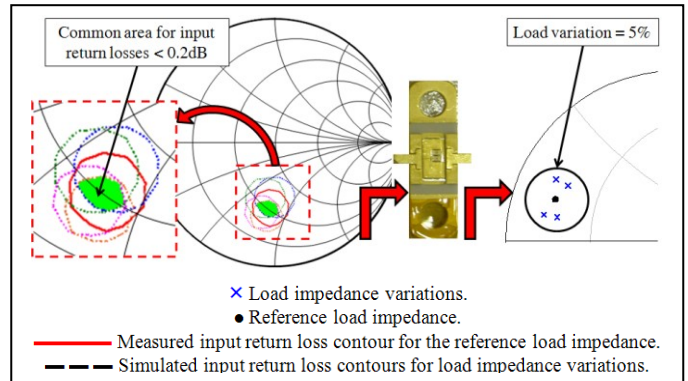 Common area for input
return losses < 0.2dB
Load variation = 5%
× Load impedance variations.
● Reference load impedance.
Measured input return loss contour for the reference load impedance.
Simulated input return loss contours for load impedance variations.